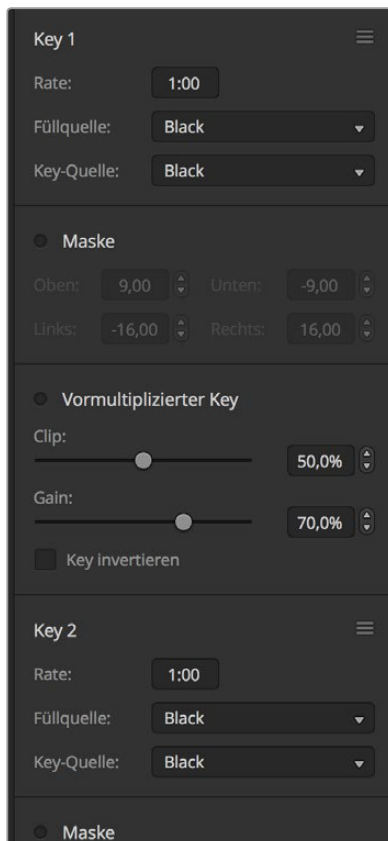 Key 1
Rate: 1:00
Füllquelle: Black
Key-Quelle: Black
Maske
Oben: 9,00 Unten: -9,00
Links: -16,00 Rechts: 16,00
Vormultiplizierter Key
Clip:
50,0%
Gain:
70,0%
Key invertieren
Key 2
Rate: 1:00
Füllquelle: Black
Key-Quelle: Black
Maske